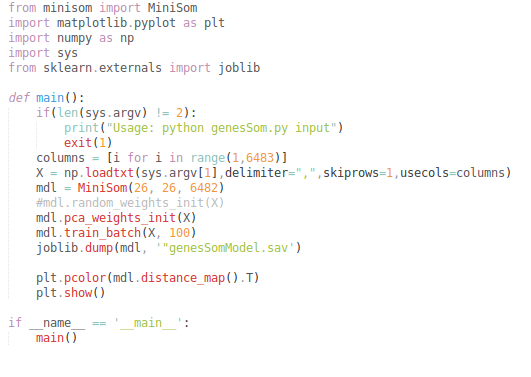 from minisom import MiniSom
import matplotlib.pyplot as plt
import numpy as np
import sys
from sklearn.externals import joblib

def main():
    if(len(sys.argv) != 2):
        print("Usage: python genesSom.py input")
        exit(1)
    columns = [i for i in range(1,6483)]
    X = np.loadtxt(sys.argv[1],delimiter=",",skiprows=1,usecols=columns)
    mdl = MiniSom(26, 26, 6482)
    #mdl.random_weights_init(X)
    mdl.pca_weights_init(X)
    mdl.train_batch(X, 100)
    joblib.dump(mdl, '"genesSomModel.sav')

    plt.pcolor(mdl.distance_map().T)
    plt.show()

if __name__ == '__main__':
    main()